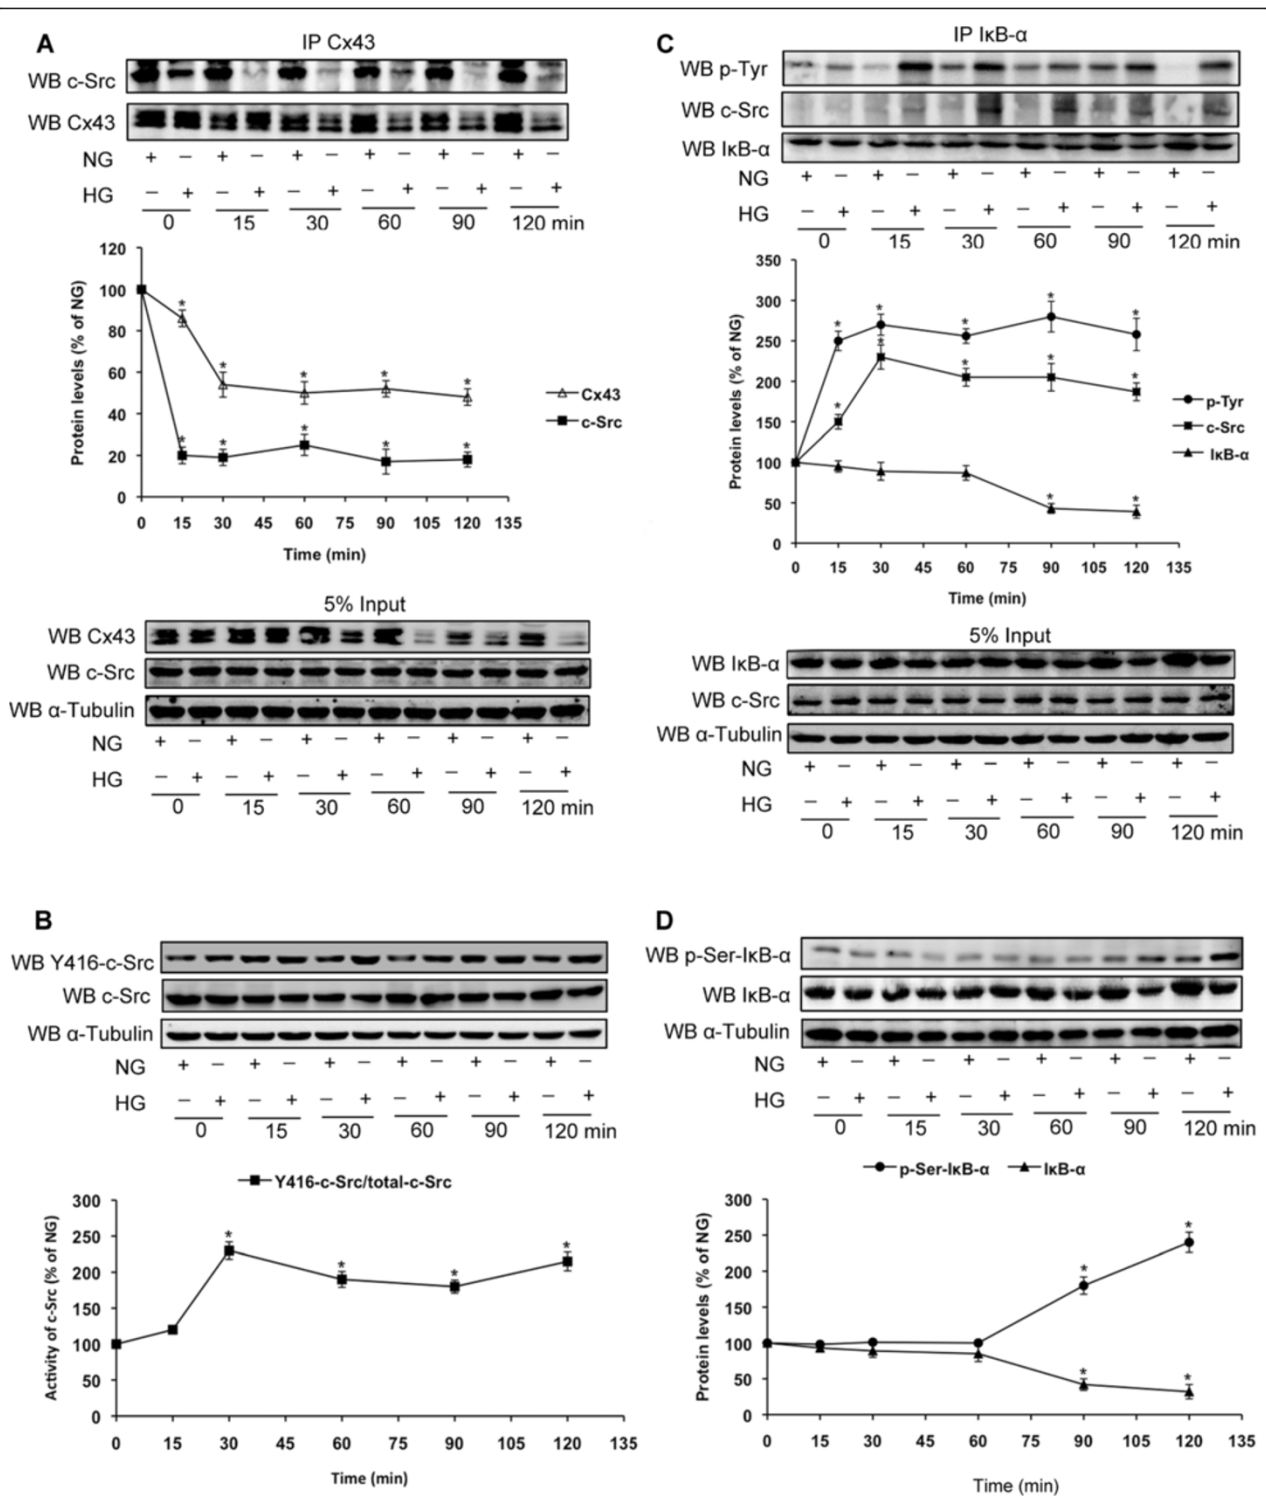 A
IP Cx43
WB c-Src
WB Cx43
NG + – + – + – + – + – + –
HG – + – + – + – + – + – +
0 15 30 60 90 120 min
120
100
80
60
40
20
0
Protein levels (% of NG)
* * * * *
* * * * *
Cx43
c-Src
0 15 30 45 60 75 90 105 120 135
Time (min)
5% Input
WB Cx43
WB c-Src
WB α-Tubulin
NG + – + – + – + – + – + –
HG – + – + – + – + – + – +
0 15 30 60 90 120 min
C
IP IκB-α
WB p-Tyr
WB c-Src
WB IκB-α
NG + – + – + – + – + – + –
HG – + – + – + – + – + – +
0 15 30 60 90 120 min
350
300
250
200
150
100
50
0
Protein levels (% of NG)
* * * * *
* * * * *
* *
p-Tyr
c-Src
IκB-α
0 15 30 45 60 75 90 105 120 135
Time (min)
5% Input
WB IκB-α
WB c-Src
WB α-Tubulin
NG + – + – + – + – + – + –
HG – + – + – + – + – + – +
0 15 30 60 90 120 min
B
WB Y416-c-Src
WB c-Src
WB α-Tubulin
NG + – + – + – + – + – + –
HG – + – + – + – + – + – +
0 15 30 60 90 120 min
Y416-c-Src/total-c-Src
300
250
200
150
100
50
0
Activity of c-Src (% of NG)
* * * *
0 15 30 45 60 75 90 105 120 135
Time (min)
D
WB p-Ser-IκB-α
WB IκB-α
WB α-Tubulin
NG + – + – + – + – + – + –
HG – + – + – + – + – + – +
0 15 30 60 90 120 min
p-Ser-IκB-α IκB-α
300
250
200
150
100
50
0
Protein levels (% of NG)
* *
* *
0 15 30 45 60 75 90 105 120 135
Time (min)